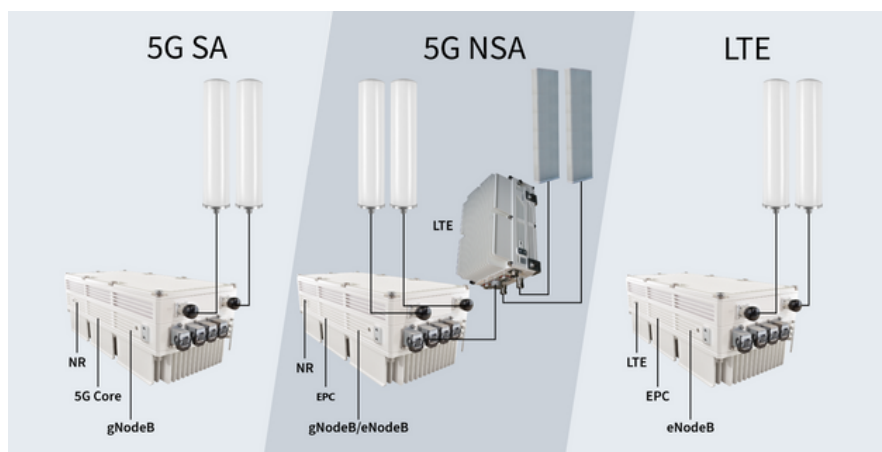 5G SA
5G NSA
LTE
LTE
NR
5G Core
gNodeB
NR
EPC
gNodeB/eNodeB
LTE
EPC
eNodeB